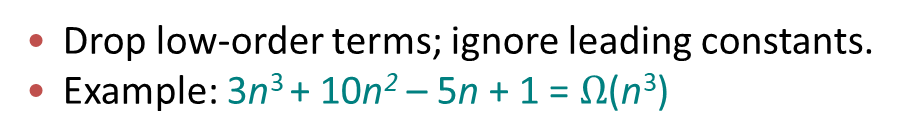 • Drop low-order terms; ignore leading constants.
• Example: 3n³ + 10n² – 5n + 1 = Ω(n³)